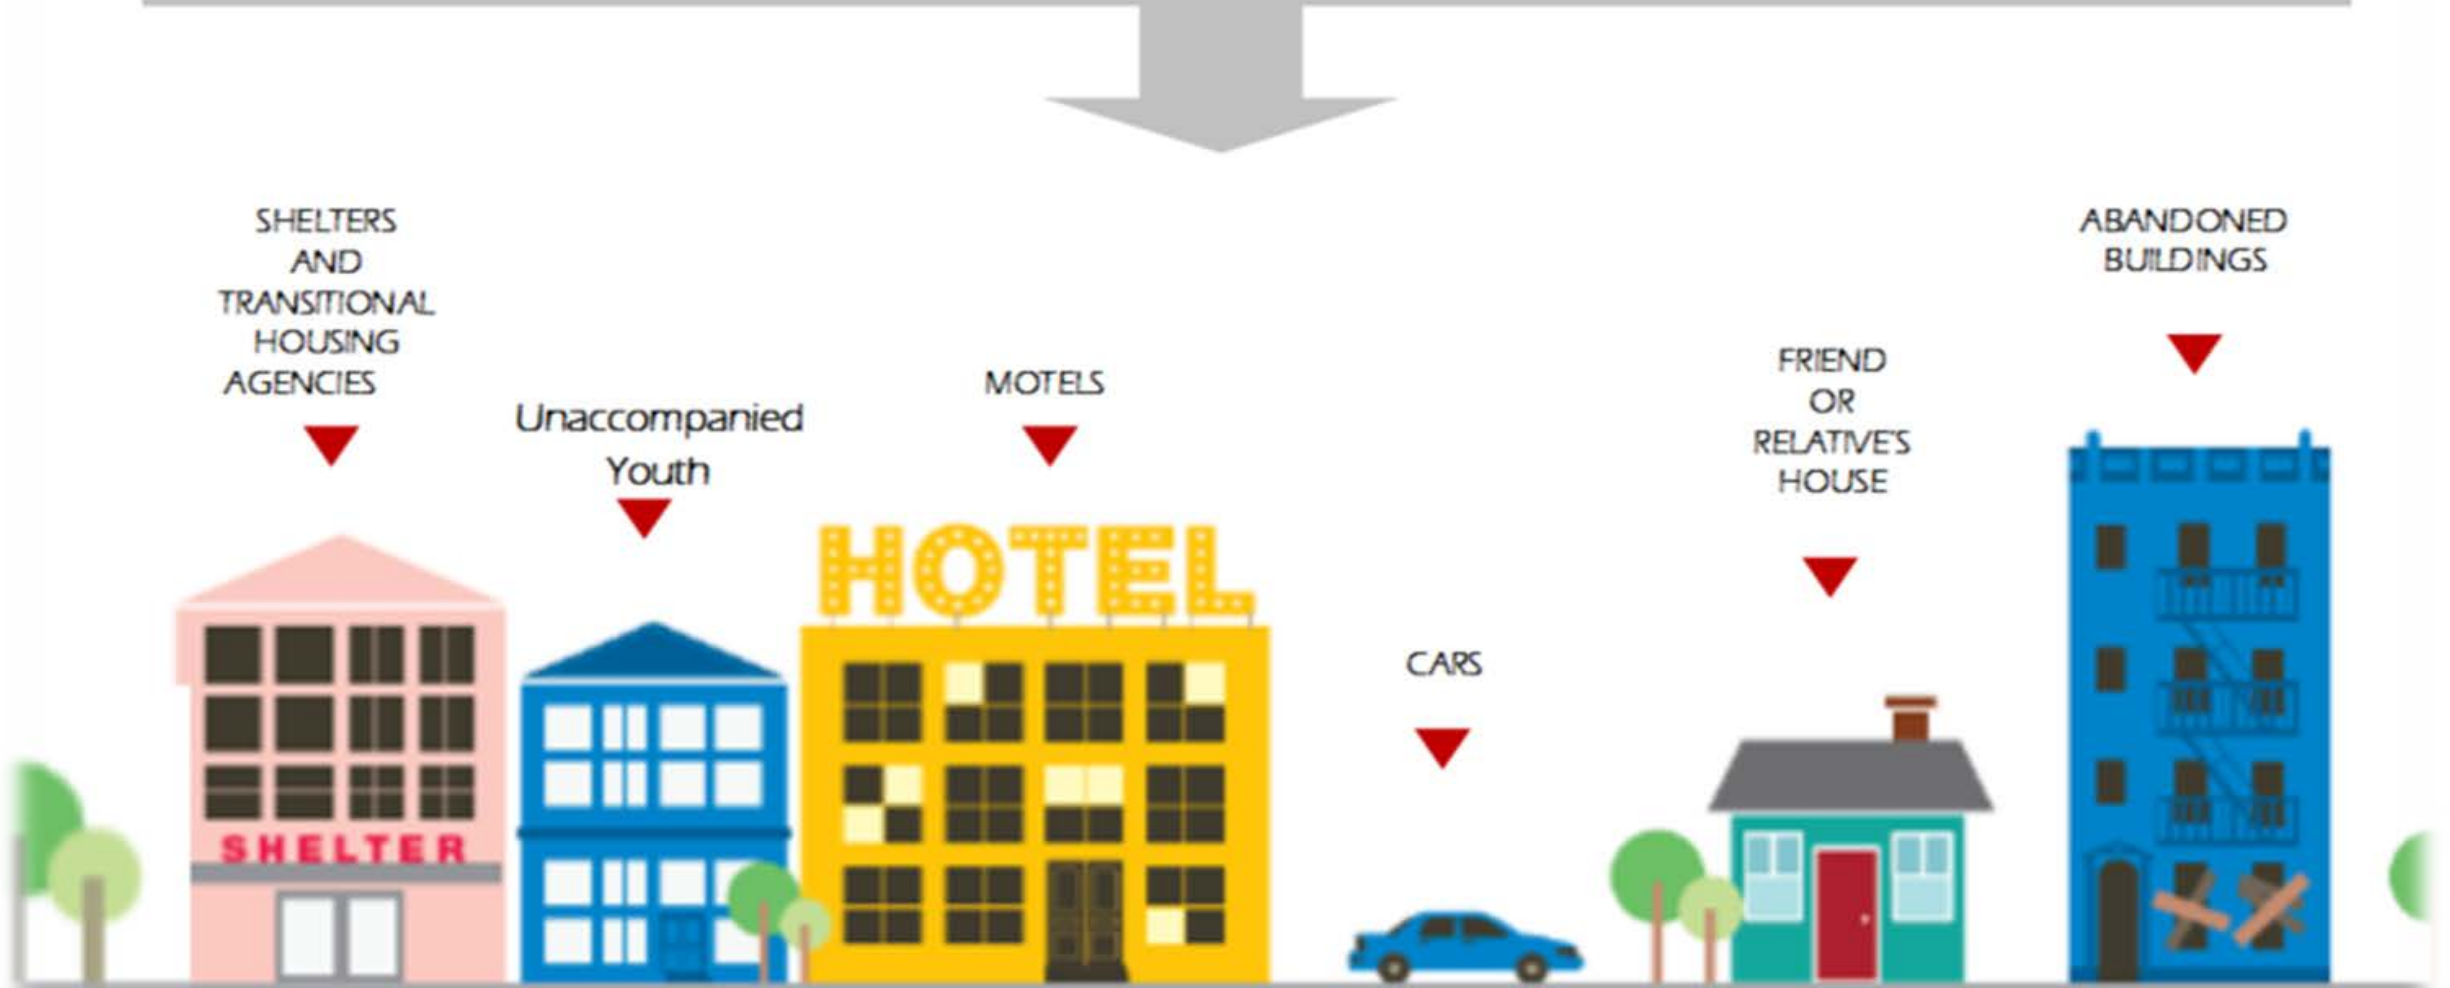 SHELTERS
AND
TRANSITIONAL
HOUSING
AGENCIES
Unaccompanied
Youth
MOTELS
CARS
FRIEND
OR
RELATIVE'S
HOUSE
ABANDONED
BUILDINGS
SHELTER
HOTEL